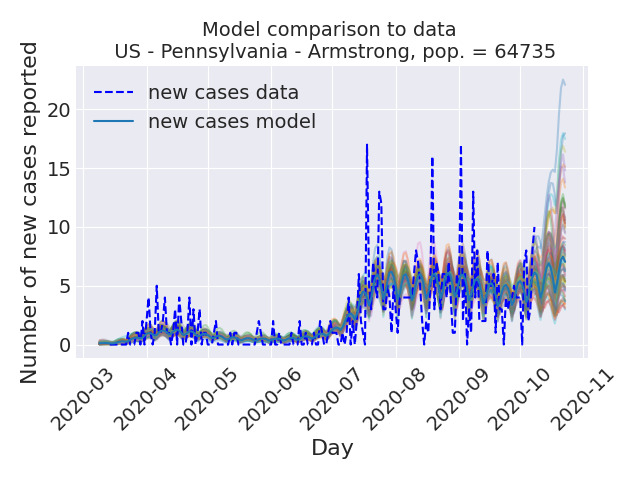 Model comparison to data
US - Pennsylvania - Armstrong, pop. = 64735
Number of new cases reported
new cases data
new cases model
20
15
10
5
0
2020-03
2020-04
2020-05
2020-06
2020-07
2020-08
2020-09
2020-10
2020-11
Day